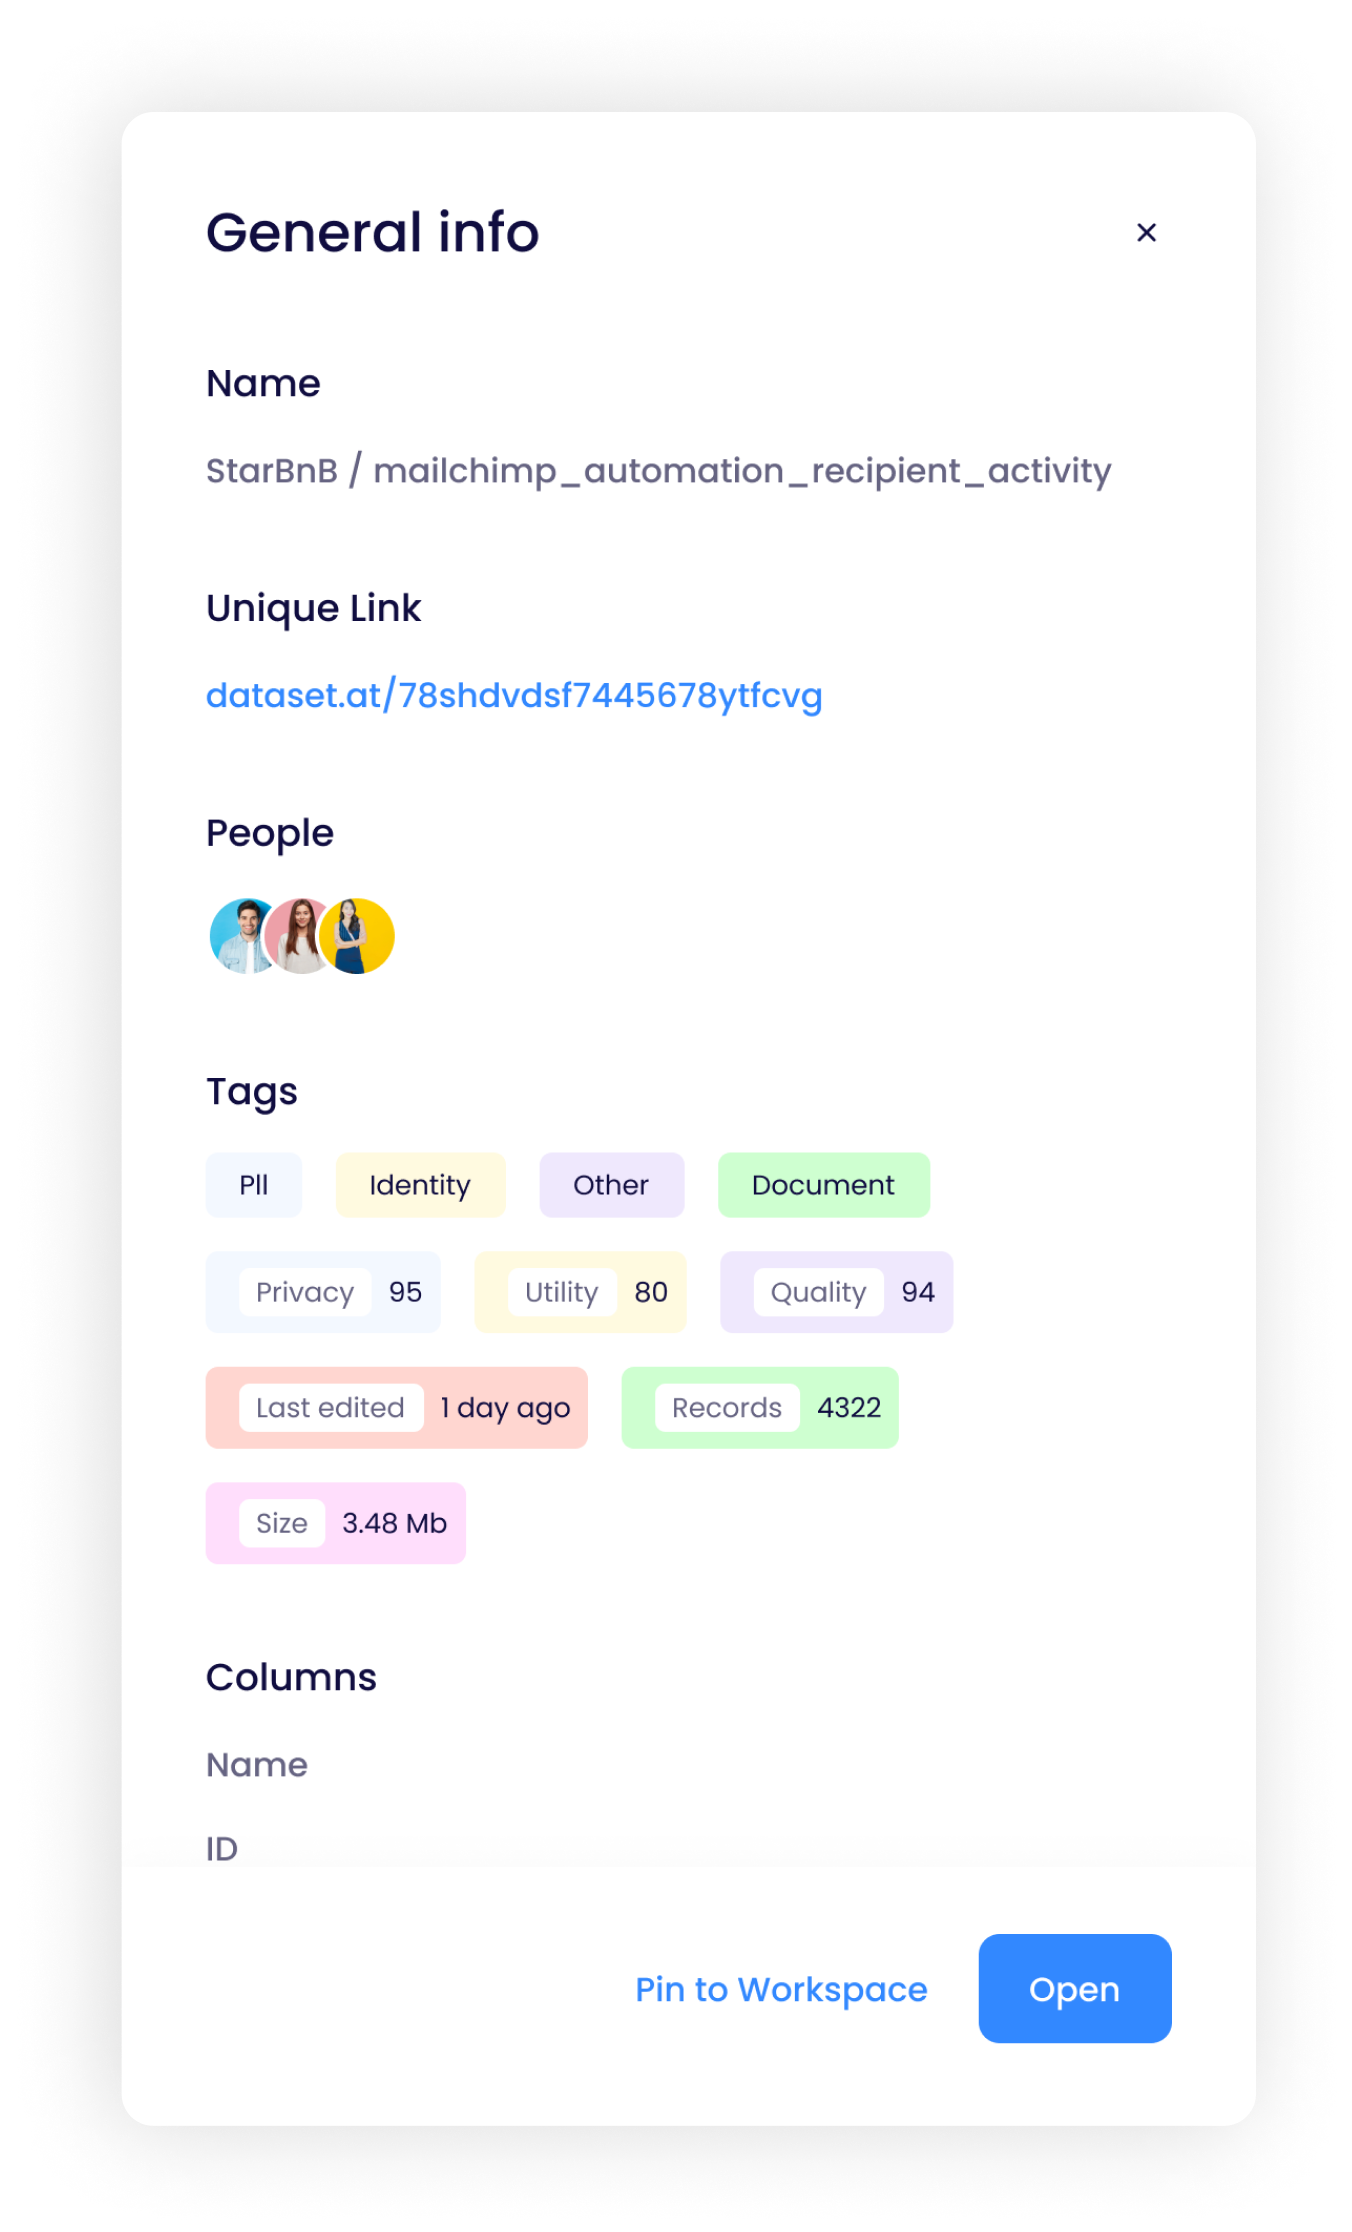 General info
Name
StarBnB / mailchimp_automation_recipient_activity
Unique Link
dataset.at/78shdvdsf7445678ytfcvg
People
Tags
Pll Identity Other Document
Privacy 95 Utility 80 Quality 94
Last edited 1 day ago Records 4322
Size 3.48 Mb
Columns
Name
ID
Pin to Workspace Open